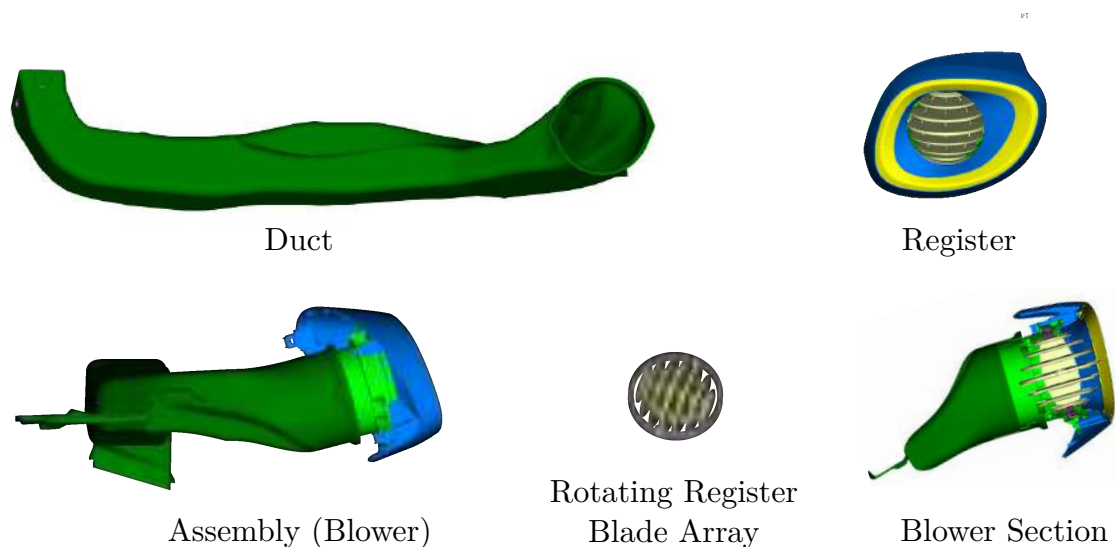 Duct
Register
Assembly (Blower)
Rotating Register
Blade Array
Blower Section